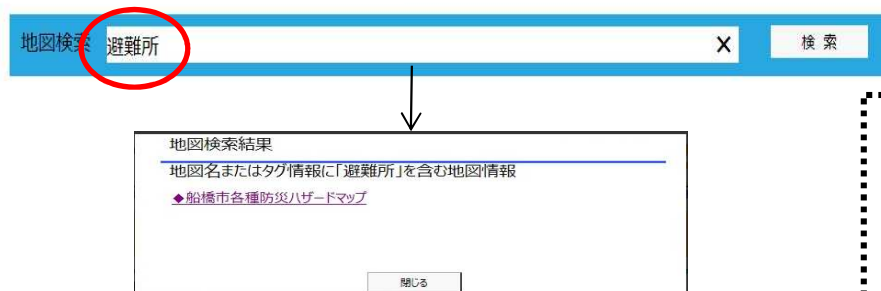 地図検索 避難所 X 検 索
地図検索結果
地図名またはタグ情報に「避難所」を含む地図情報
◆船橋市各種防災ハザードマップ
閉じる